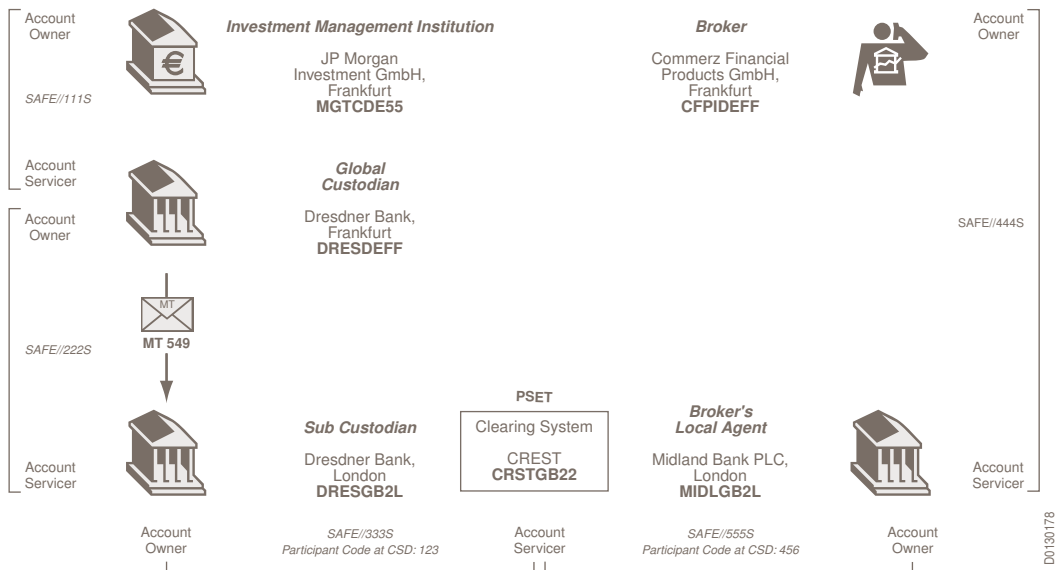 Account
Owner
Investment Management Institution
Broker
Account
Owner
€
JP Morgan
Investment GmbH,
Frankfurt
MGTCDE55
Commerz Financial
Products GmbH,
Frankfurt
CFPIDEFF
SAFE//111S
Account
Servicer
Global
Custodian
Account
Owner
Dresdner Bank,
Frankfurt
DRESDEFF
SAFE//444S
MT
MT 549
SAFE//222S
PSET
Sub Custodian
Clearing System
Broker's
Local Agent
Account
Servicer
Dresdner Bank,
London
DRESGB2L
CREST
CRSTGB22
Midland Bank PLC,
London
MIDLGB2L
Account
Servicer
Account
Owner
SAFE//333S
Participant Code at CSD: 123
Account
Servicer
SAFE//555S
Participant Code at CSD: 456
Account
Owner
D0130178